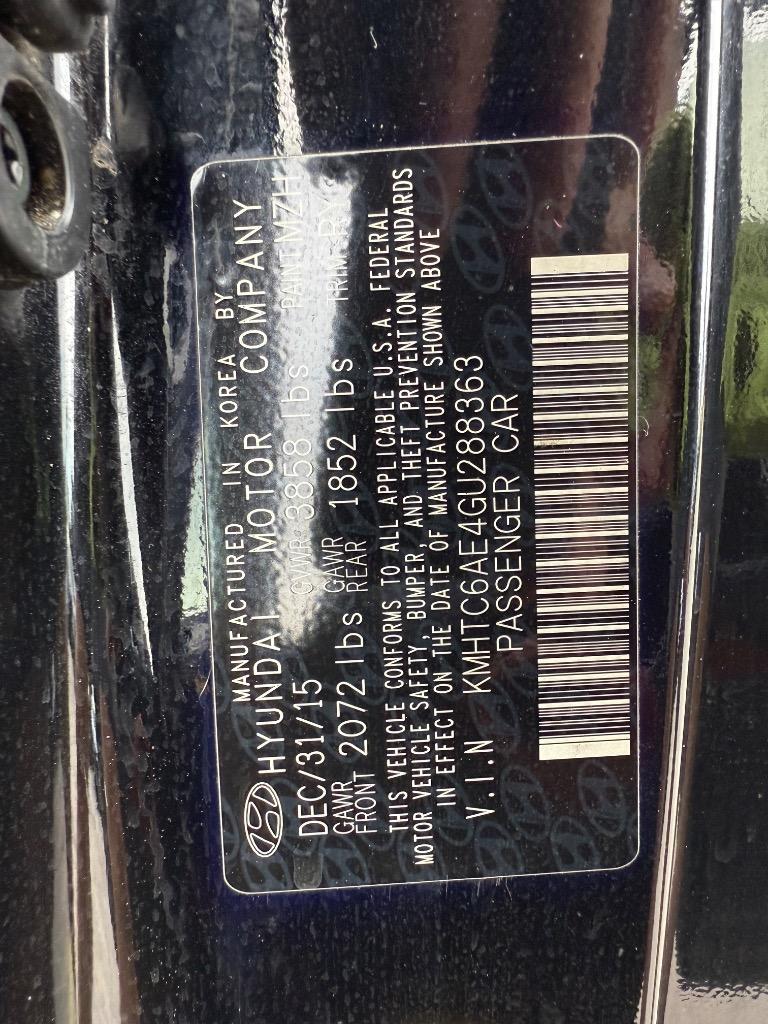 MANUFACTURED IN KOREA BY
HYUNDAI MOTOR COMPANY
DEC/31/15 GVWR 3858 lbs PAINT MZH
GAWR FRONT 2072 lbs GAWR REAR 1852 lbs TRIM RY
THIS VEHICLE CONFORMS TO ALL APPLICABLE U.S.A. FEDERAL
MOTOR VEHICLE SAFETY, BUMPER, AND THEFT PREVENTION STANDARDS
IN EFFECT ON THE DATE OF MANUFACTURE SHOWN ABOVE
V.I.N KMHTC6AE4GU288363
PASSENGER CAR